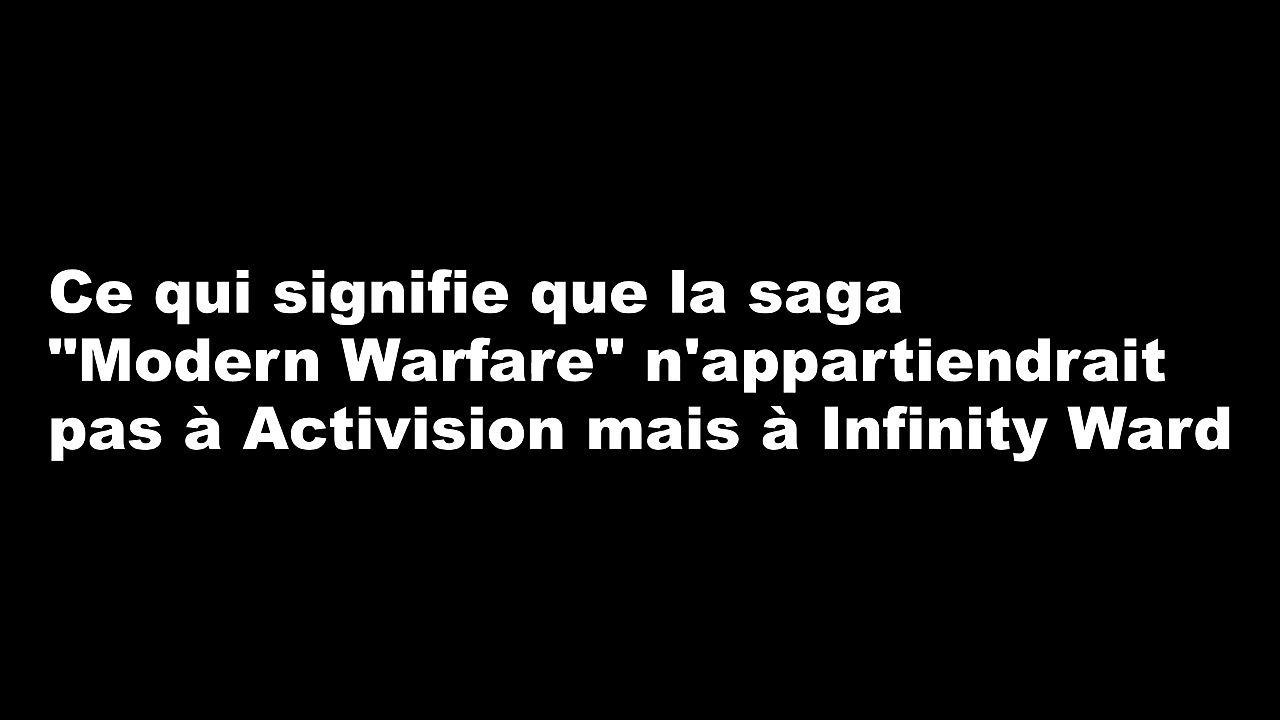 Ce qui signifie que la saga
"Modern Warfare" n'appartiendrait
pas à Activision mais à Infinity Ward